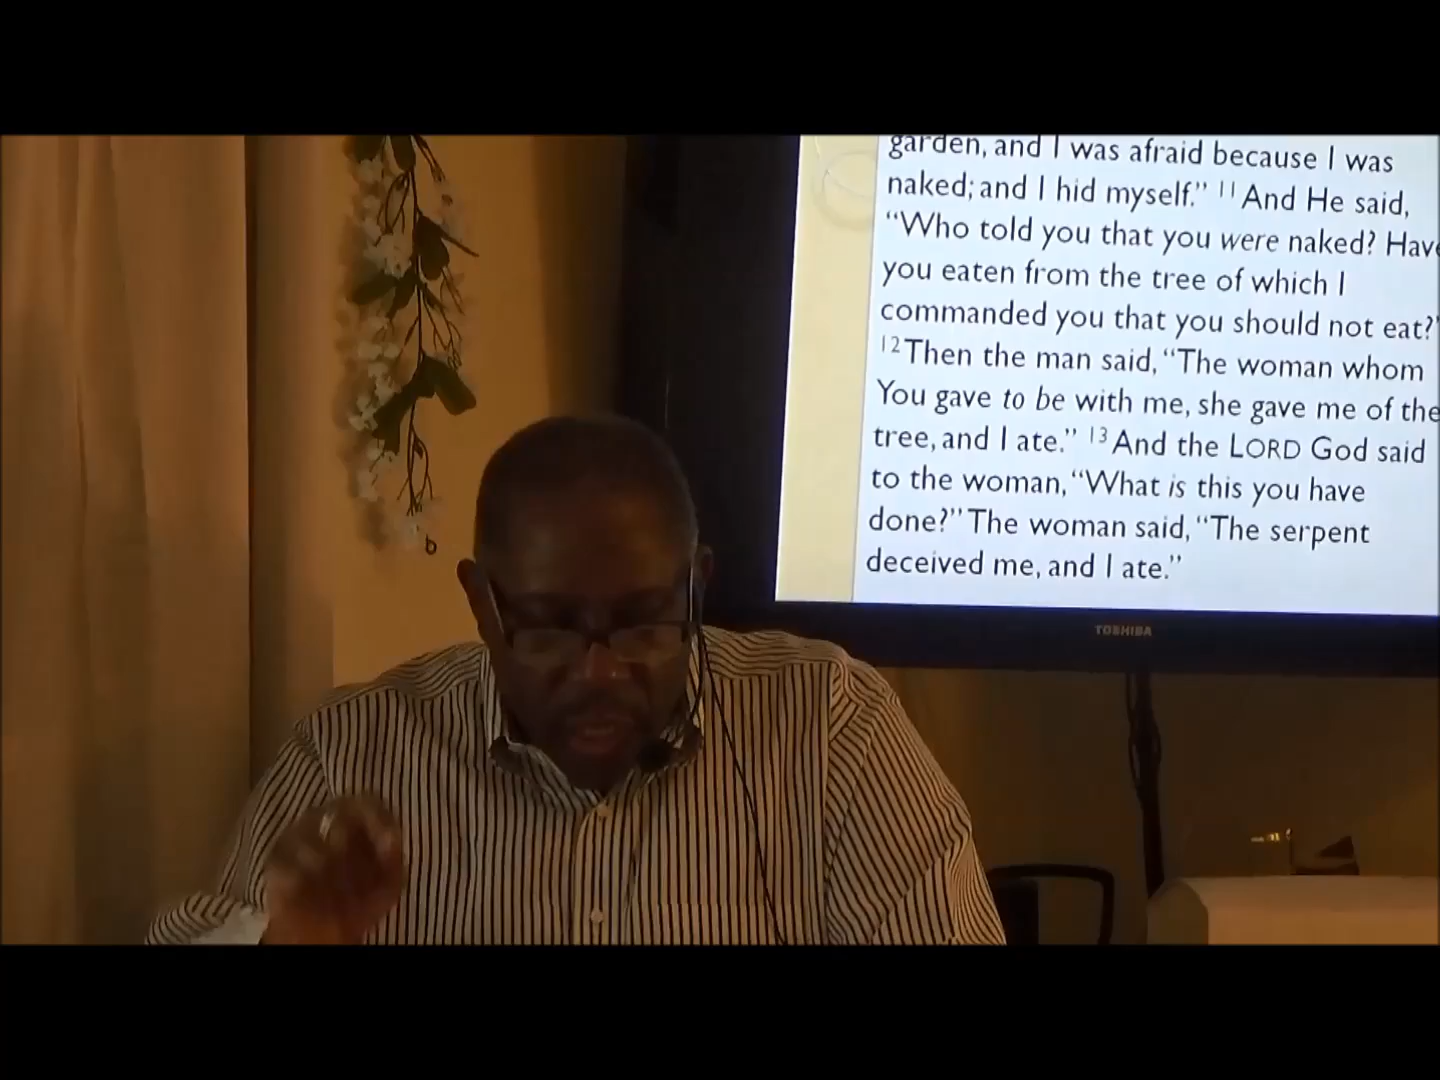 garden, and I was afraid because I was
naked; and I hid myself.” 11 And He said,
“Who told you that you were naked? Have
you eaten from the tree of which I
commanded you that you should not eat?”
12 Then the man said, “The woman whom
You gave to be with me, she gave me of the
tree, and I ate.” 13 And the LORD God said
to the woman, “What is this you have
done?” The woman said, “The serpent
deceived me, and I ate.”
TOSHIBA